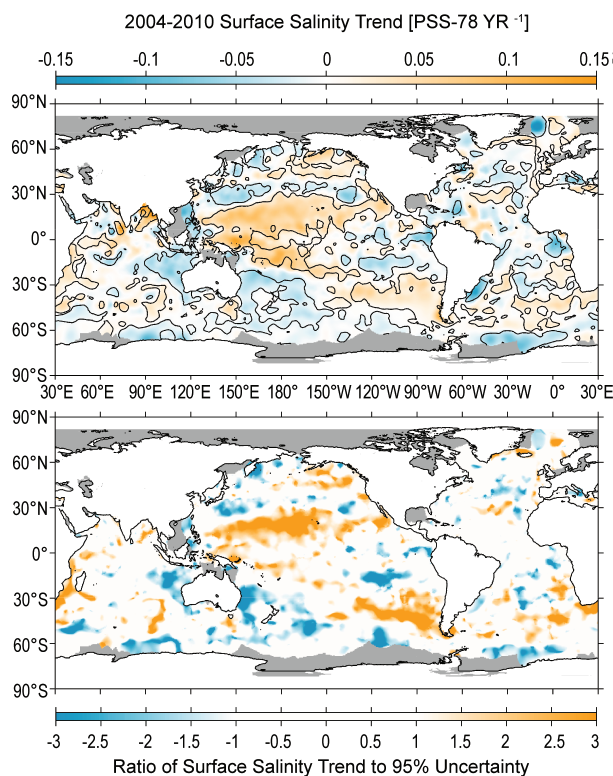 2004-2010 Surface Salinity Trend [PSS-78 YR -1]
-0.15 -0.1 -0.05 0 0.05 0.1 0.15
90°N
60°N
30°N
0°
30°S
60°S
90°S
30°E 60°E 90°E 120°E 150°E 180°E 150°W 120°W 90°W 60°W 30°W 0° 30°E
90°N
60°N
30°N
0°
30°S
60°S
90°S
-3 -2.5 -2 -1.5 -1 -0.5 0 0.5 1 1.5 2 2.5 3
Ratio of Surface Salinity Trend to 95% Uncertainty